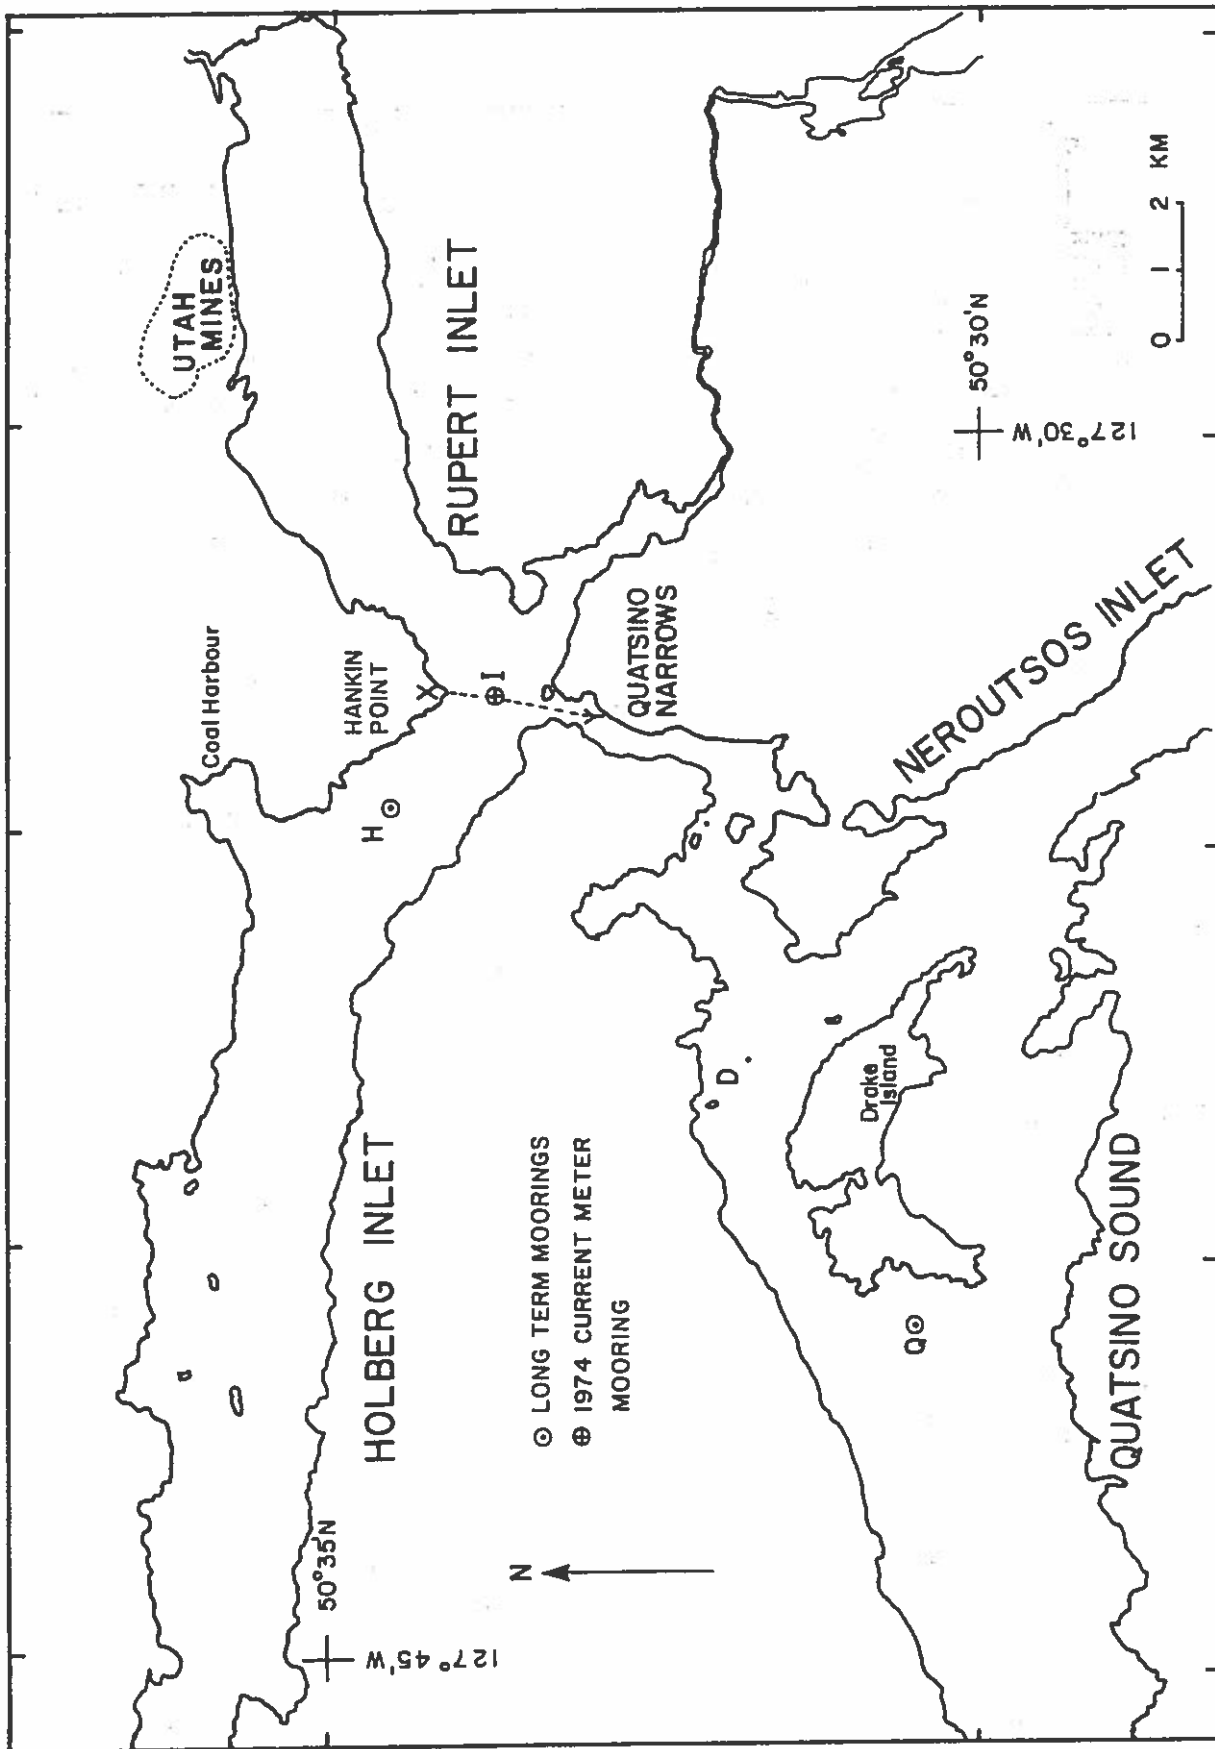 UTAH
MINES
Coal Harbour
HANKIN
POINT
H
I
RUPERT INLET
HOLBERG INLET
50°35'N
127°45'W
QUATSINO
NARROWS
⊙ LONG TERM MOORINGS
⊕ 1974 CURRENT METER
MOORING
N
D
Drake
Island
Q
NEROUTSOS INLET
QUATSINO SOUND
50°30'N
127°30'W
0 1 2 KM